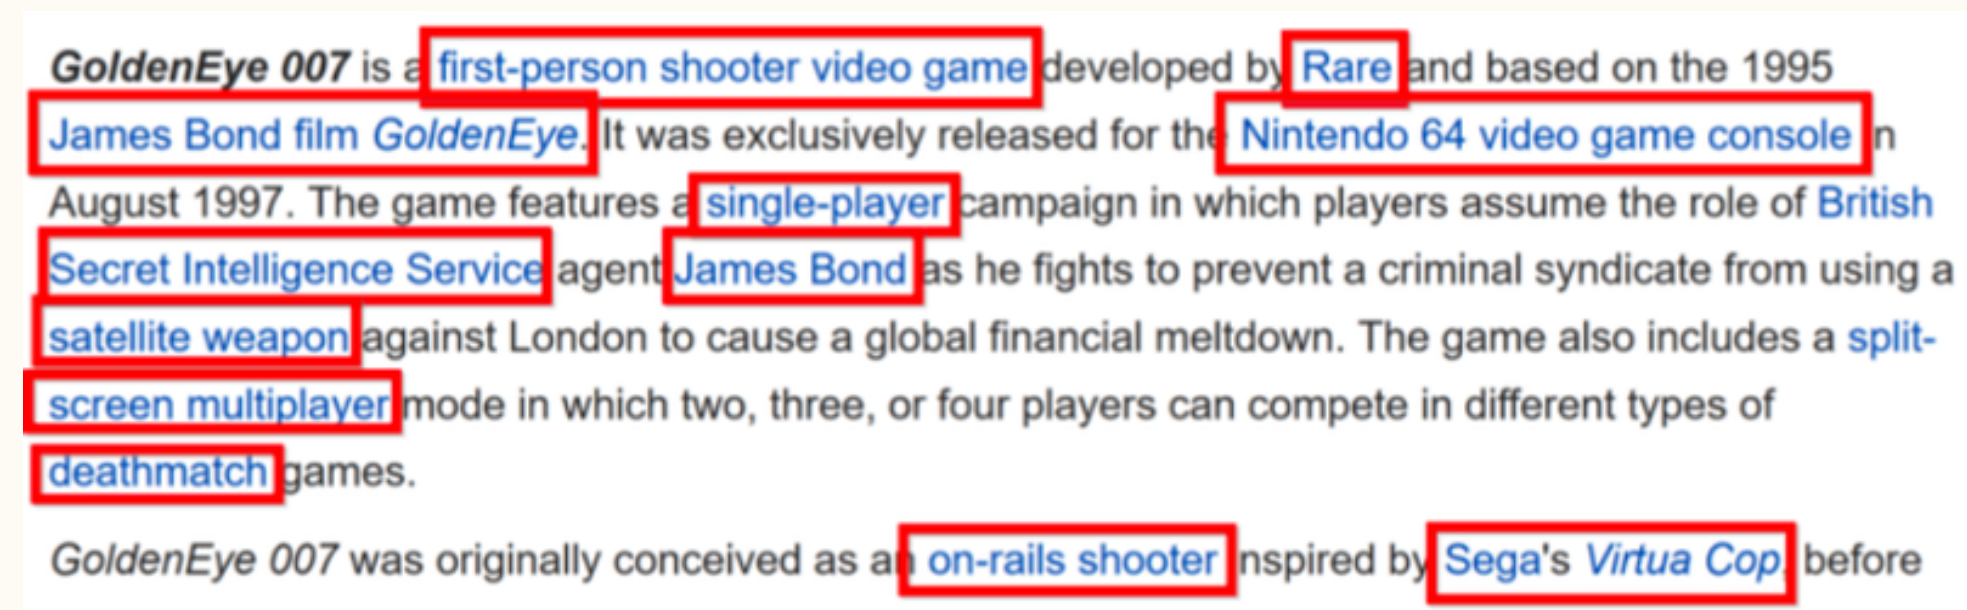 GoldenEye 007 is a first-person shooter video game developed by Rare and based on the 1995
James Bond film GoldenEye. It was exclusively released for the Nintendo 64 video game console in
August 1997. The game features a single-player campaign in which players assume the role of British
Secret Intelligence Service agent James Bond as he fights to prevent a criminal syndicate from using a
satellite weapon against London to cause a global financial meltdown. The game also includes a split-
screen multiplayer mode in which two, three, or four players can compete in different types of
deathmatch games.
GoldenEye 007 was originally conceived as an on-rails shooter inspired by Sega's Virtua Cop, before